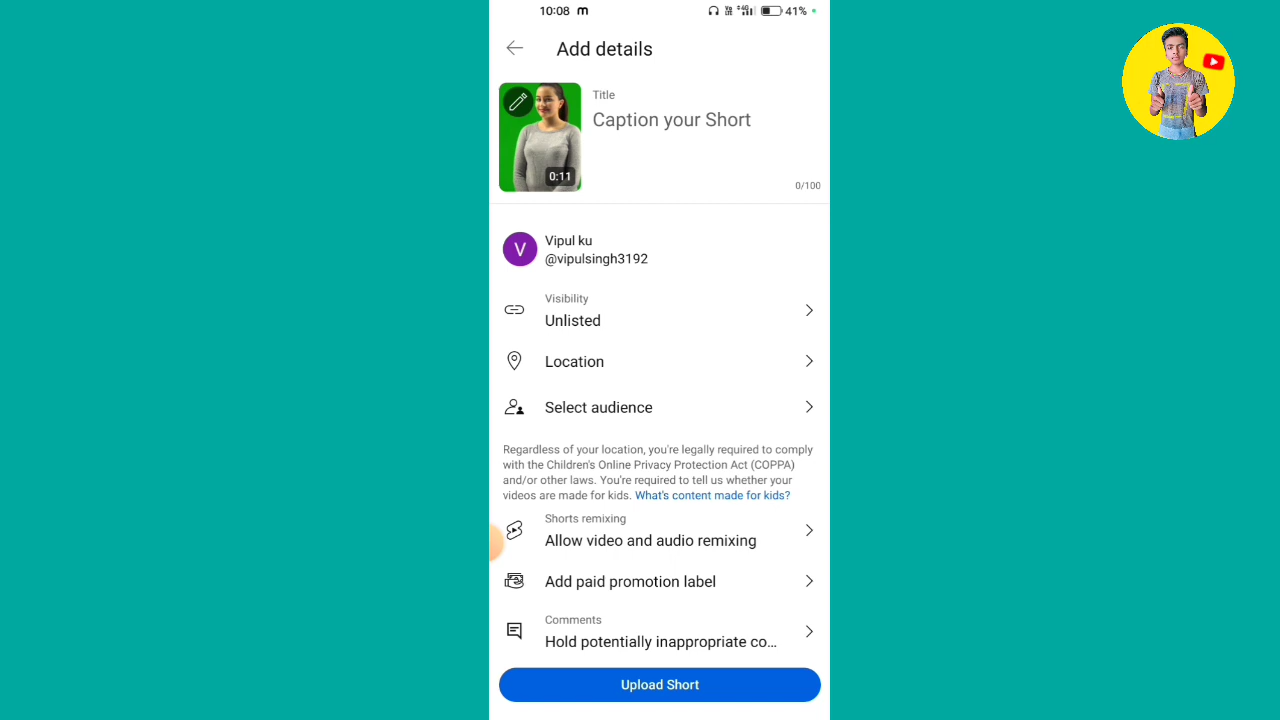 10:08 m 4G 41%
Add details
Title
Caption your Short
0:11
0/100
V
Vipul ku
@vipulsingh3192
Visibility
Unlisted
Location
Select audience
Regardless of your location, you're legally required to comply
with the Children's Online Privacy Protection Act (COPPA)
and/or other laws. You're required to tell us whether your
videos are made for kids. What's content made for kids?
Shorts remixing
Allow video and audio remixing
Add paid promotion label
Comments
Hold potentially inappropriate co...
Upload Short